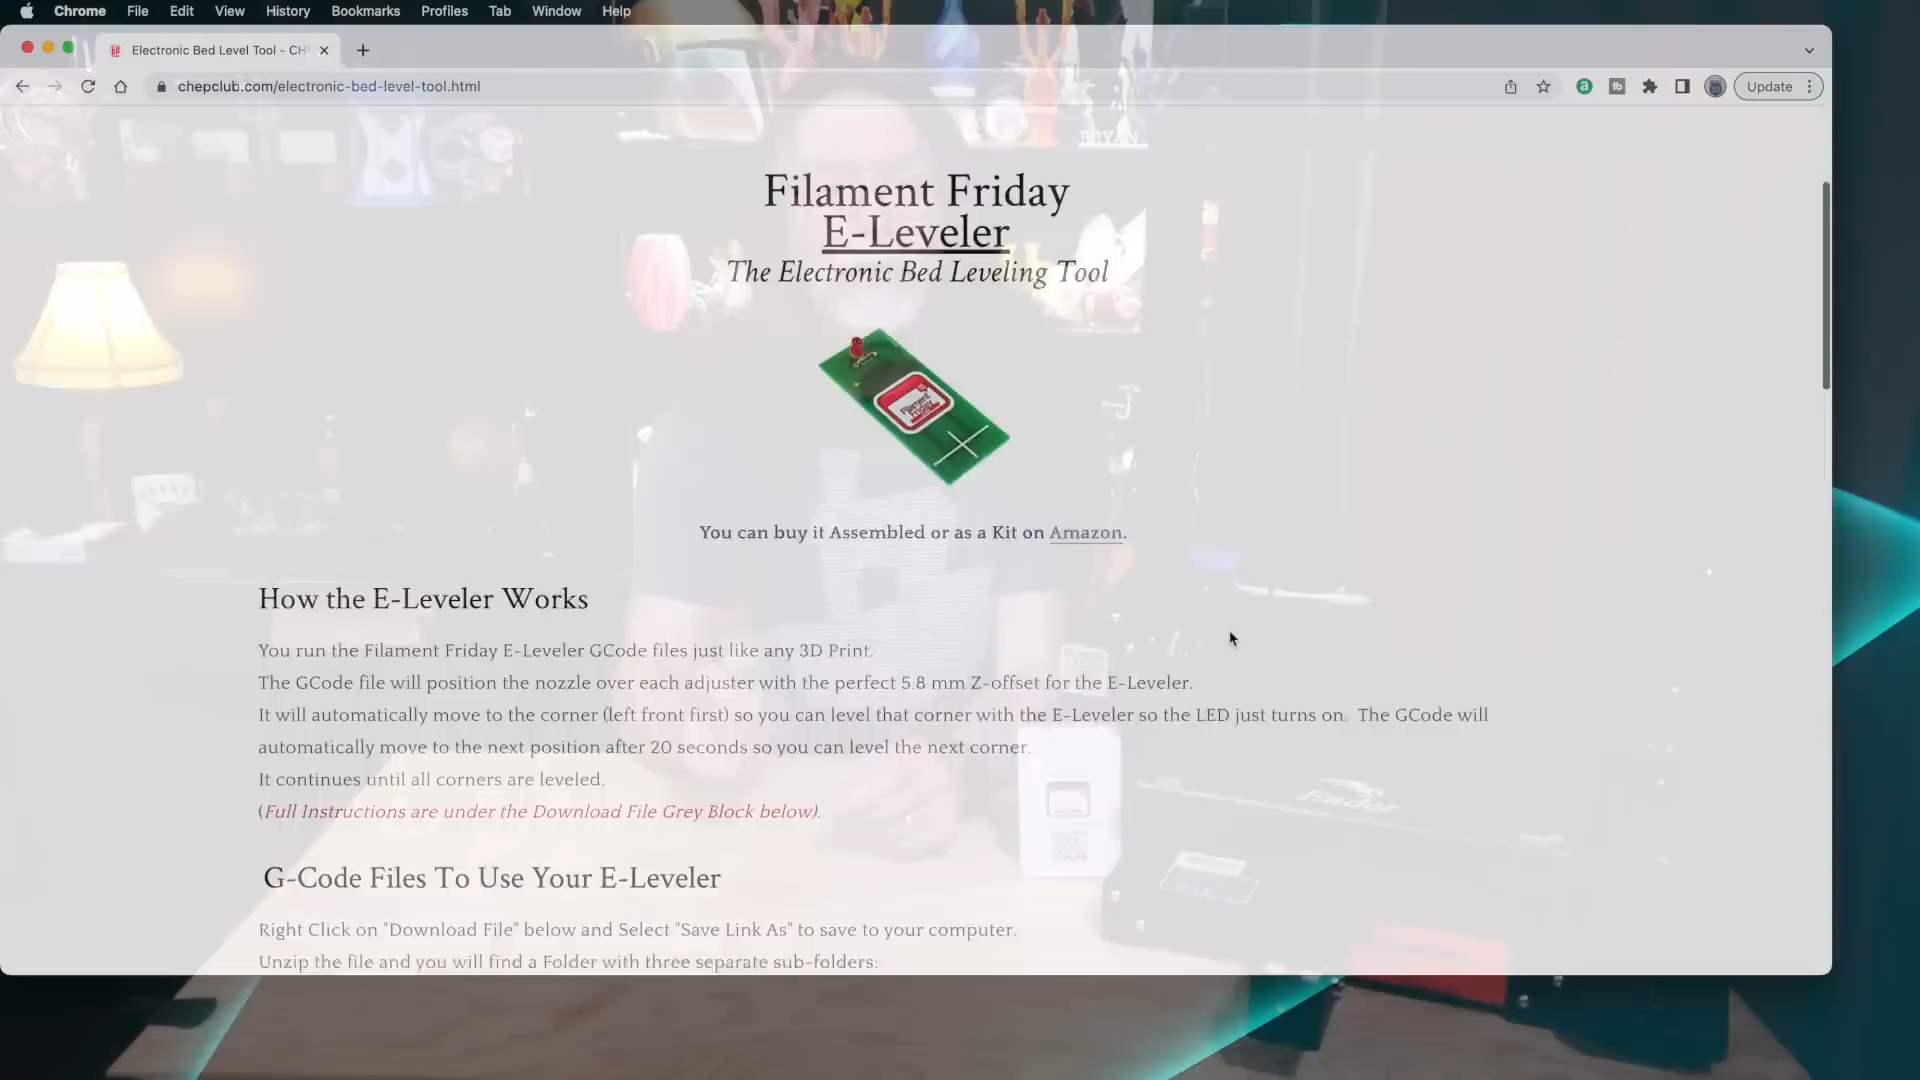 Chrome File Edit View History Bookmarks Profiles Tab Window Help
Electronic Bed Level Tool - CH
chepclub.com/electronic-bed-level-tool.html
Update
BRYAN
Filament Friday
E-Leveler
The Electronic Bed Leveling Tool
Filament
Friday
You can buy it Assembled or as a Kit on Amazon.
How the E-Leveler Works
You run the Filament Friday E-Leveler GCode files just like any 3D Print.
The GCode file will position the nozzle over each adjuster with the perfect 5.8 mm Z-offset for the E-Leveler.
It will automatically move to the corner (left front first) so you can level that corner with the E-Leveler so the LED just turns on. The GCode will
automatically move to the next position after 20 seconds so you can level the next corner.
It continues until all corners are leveled.
(Full Instructions are under the Download File Grey Block below).
Ender
G-Code Files To Use Your E-Leveler
Right Click on "Download File" below and Select "Save Link As" to save to your computer.
Unzip the file and you will find a Folder with three separate sub-folders: